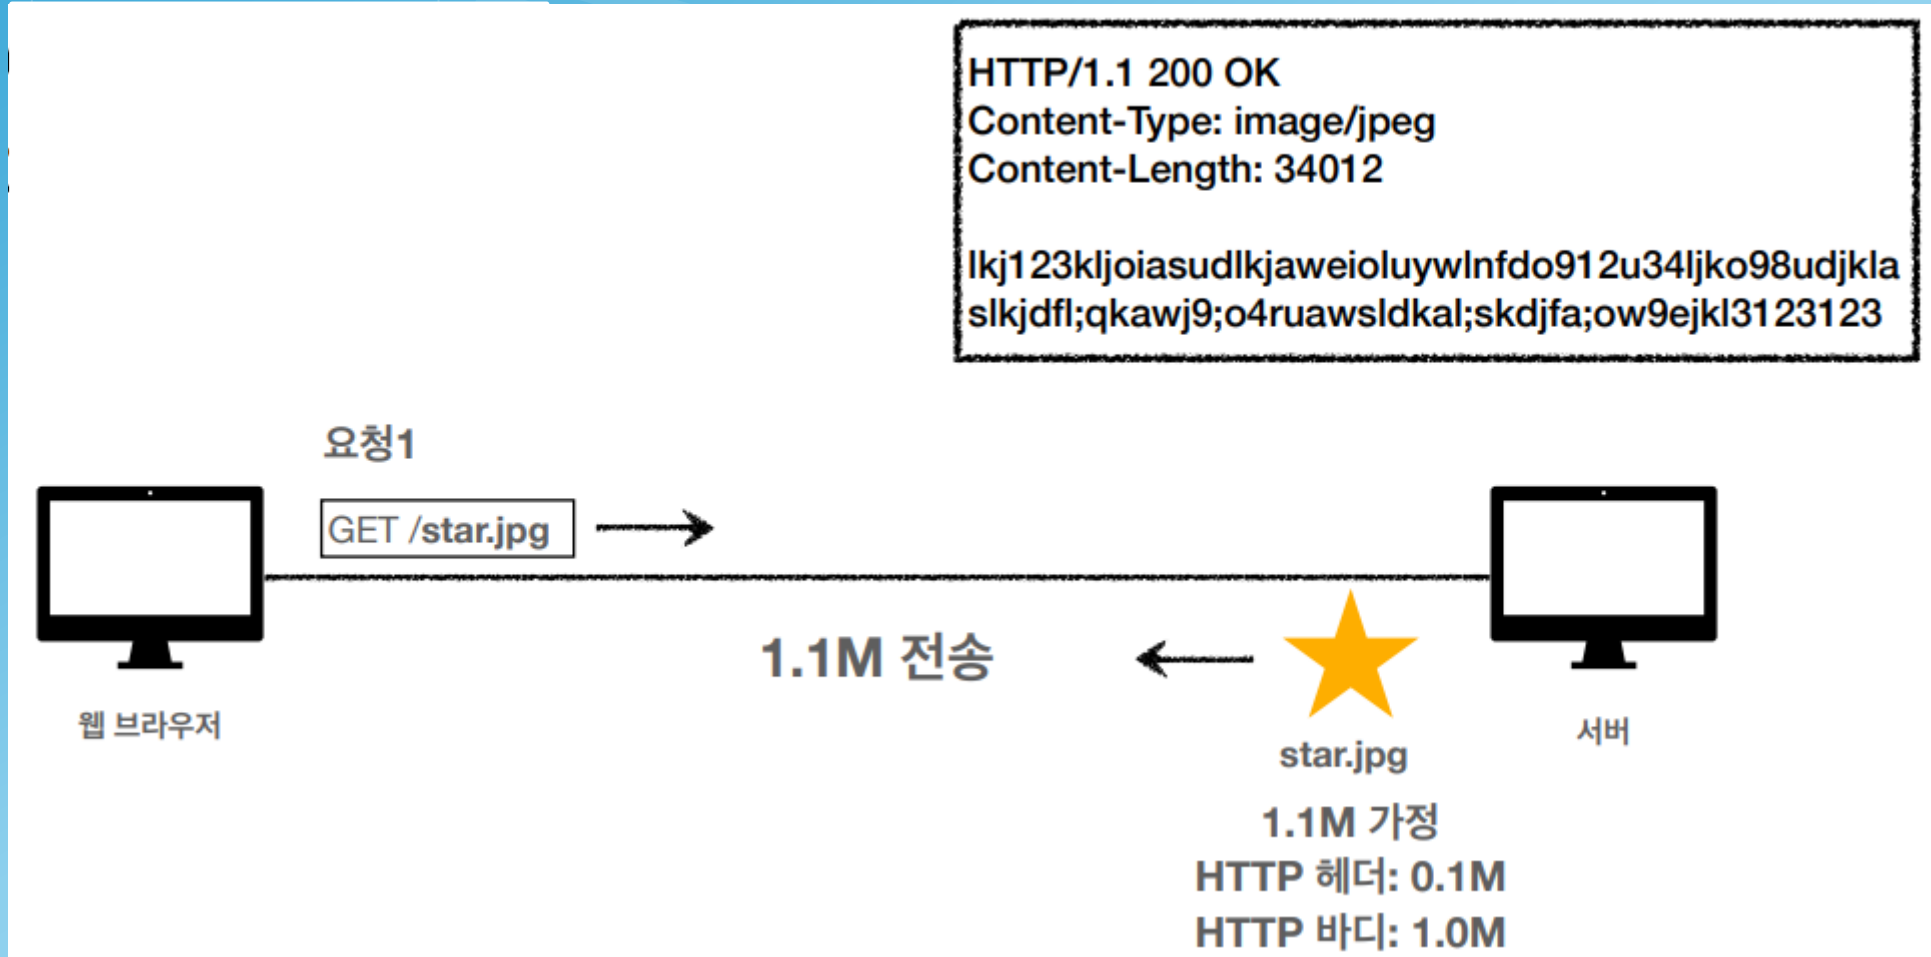 HTTP/1.1 200 OK
Content-Type: image/jpeg
Content-Length: 34012
lkj123kljoiasudlkjaweioluywlnfdo912u34ljko98udjkla
slkjdfl;qkawj9;o4ruawsldkal;skdjfa;ow9ejkl3123123
요청1
GET /star.jpg
1.1M 전송
웹 브라우저
서버
star.jpg
1.1M 가정
HTTP 헤더: 0.1M
HTTP 바디: 1.0M